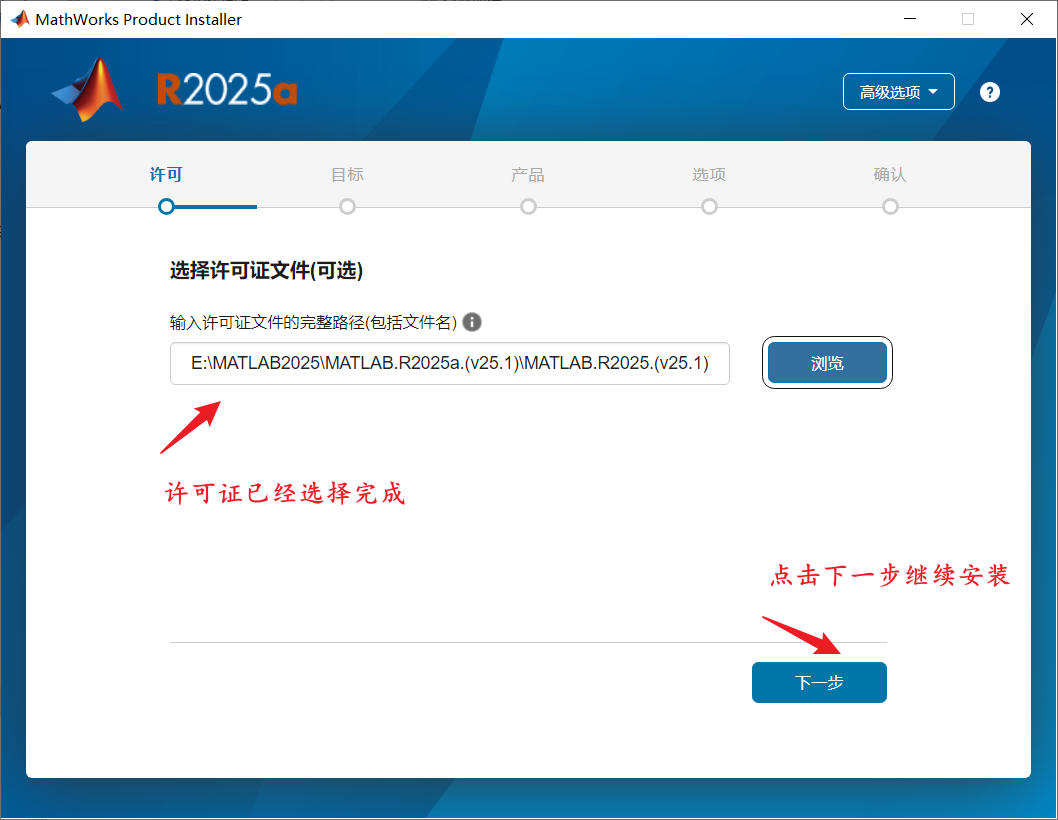 MathWorks Product Installer
R2025a
高级选项
?
许可 目标 产品 选项 确认
选择许可证文件(可选)
输入许可证文件的完整路径(包括文件名) i
E:\MATLAB2025\MATLAB.R2025a.(v25.1)\MATLAB.R2025.(v25.1)
浏览
许可证已经选择完成
点击下一步继续安装
下一步